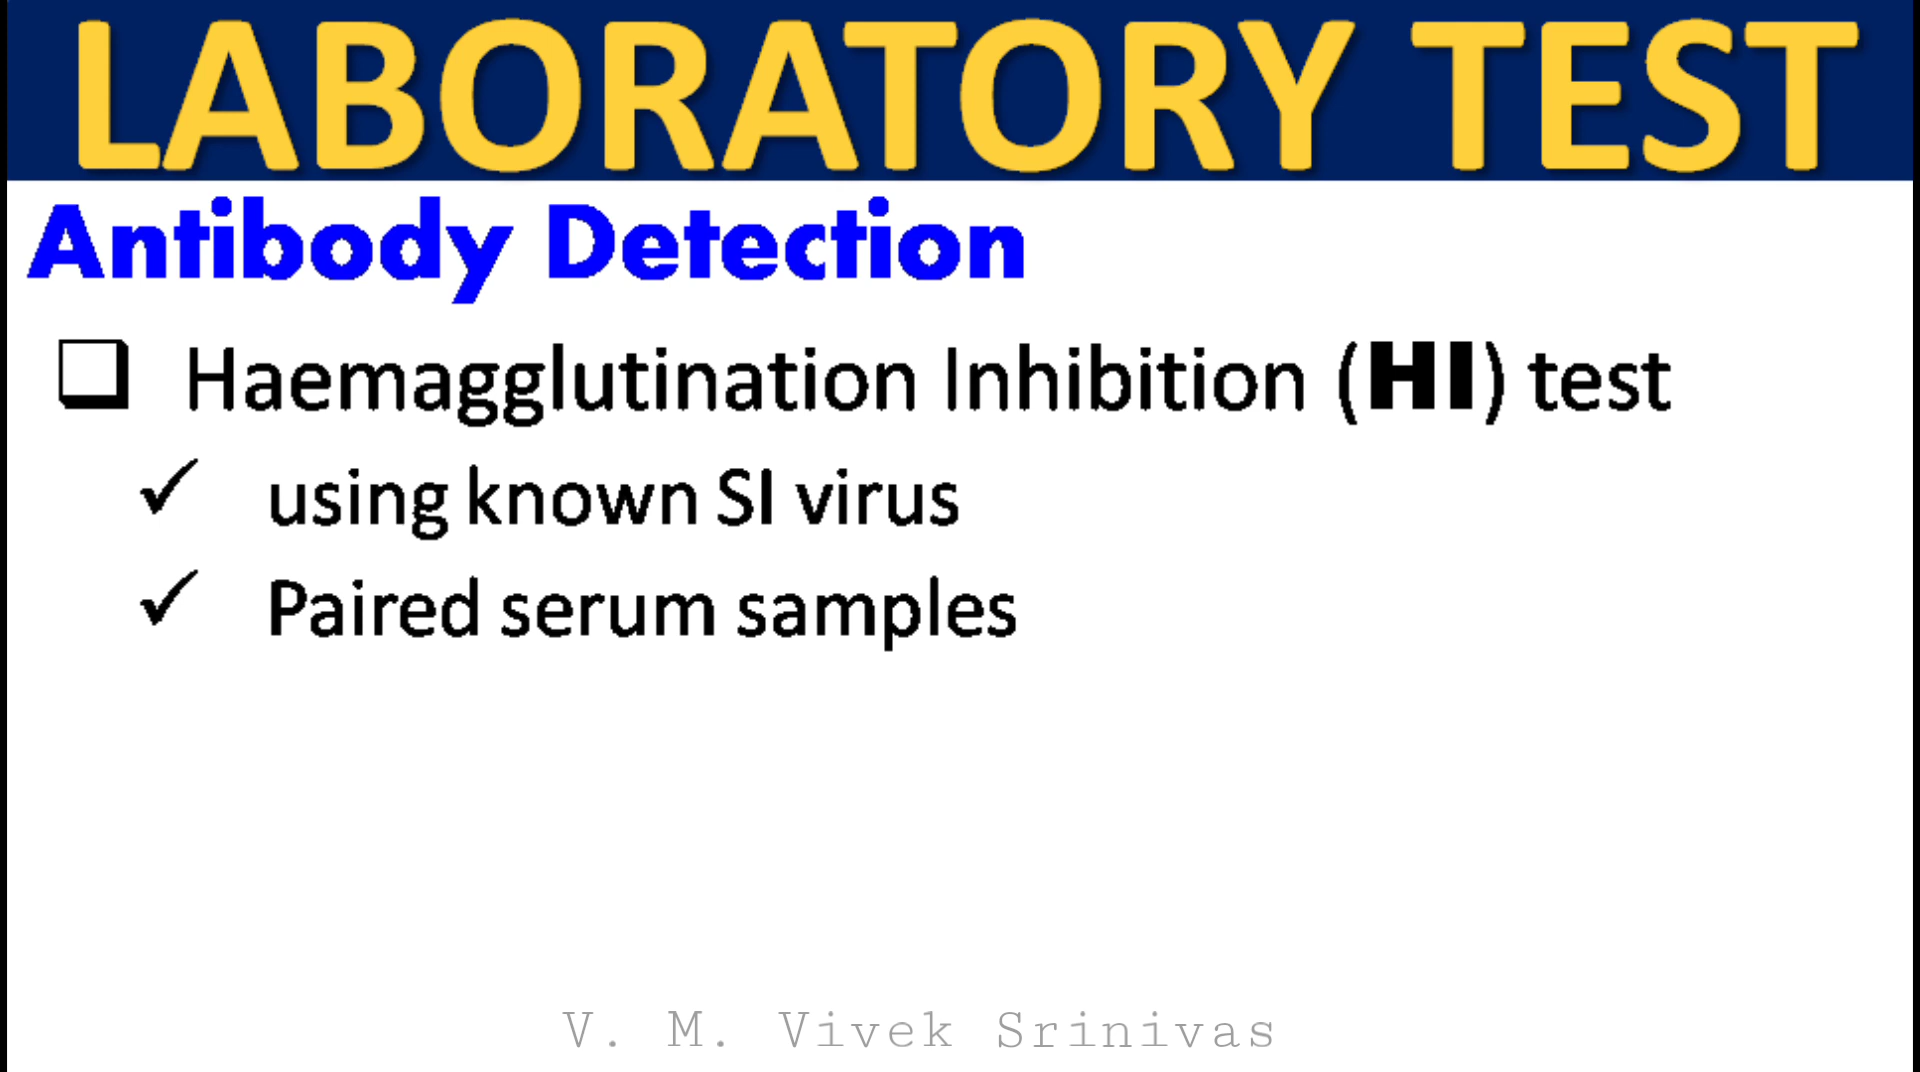 LABORATORY TEST
Antibody Detection
❑ Haemagglutination Inhibition (HI) test
✓ using known SI virus
✓ Paired serum samples
V. M. Vivek Srinivas